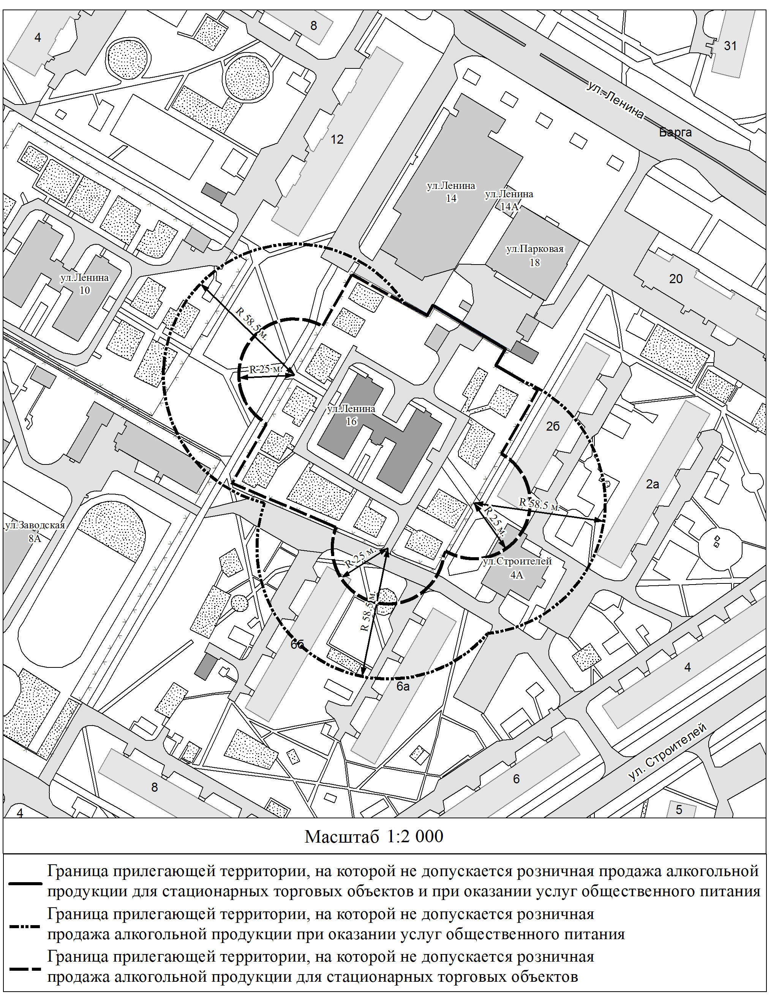 4
8
31
ул. Ленина
Барга
12
ул.Ленина
14
ул.Ленина
14А
ул.Парковая
18
20
ул.Ленина
10
R 58.5 м.
R 25 м.
ул.Ленина
16
2б
2а
R 58.5 м.
R 25 м.
ул.Заводская
8А
R 25 м.
R 58.5 м.
ул.Строителей
4А
6б
6а
4
ул. Строителей
6
8
4
5
Масштаб 1:2 000
Граница прилегающей территории, на которой не допускается розничная продажа алкогольной
продукции для стационарных торговых объектов и при оказании услуг общественного питания
Граница прилегающей территории, на которой не допускается розничная
продажа алкогольной продукции при оказании услуг общественного питания
Граница прилегающей территории, на которой не допускается розничная
продажа алкогольной продукции для стационарных торговых объектов